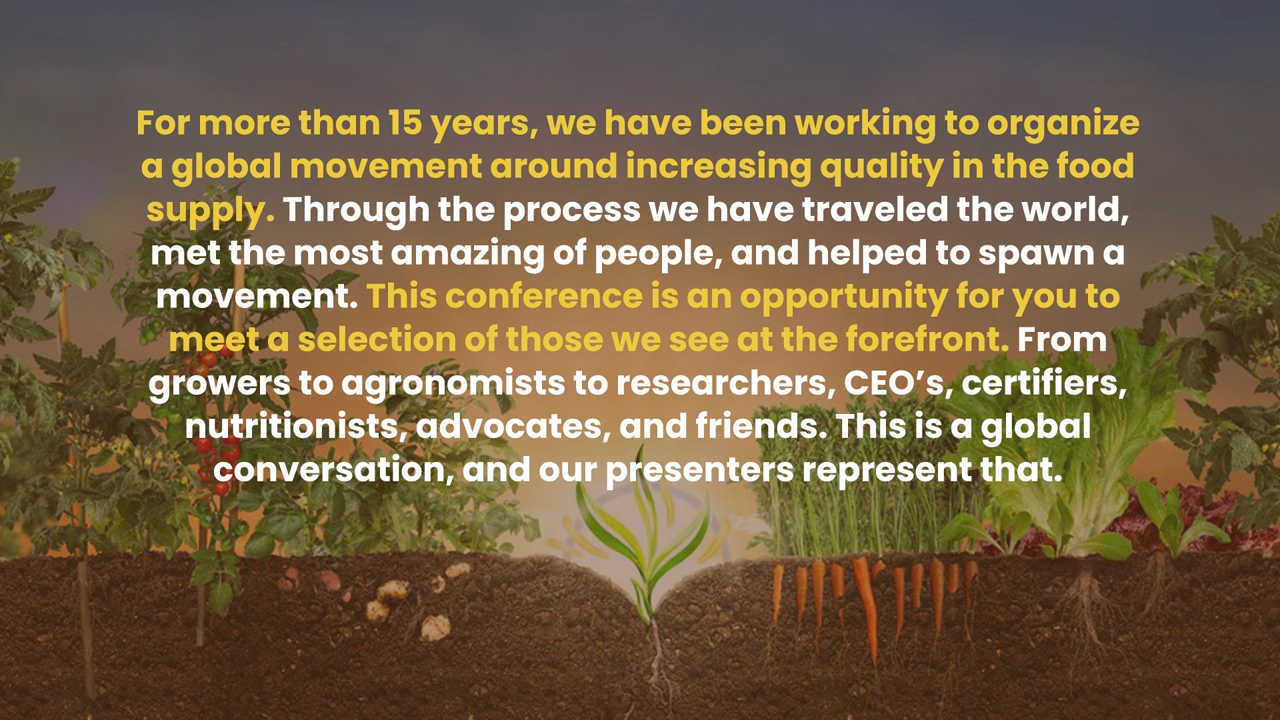 For more than 15 years, we have been working to organize
a global movement around increasing quality in the food
supply. Through the process we have traveled the world,
met the most amazing of people, and helped to spawn a
movement. This conference is an opportunity for you to
meet a selection of those we see at the forefront. From
growers to agronomists to researchers, CEO’s, certifiers,
nutritionists, advocates, and friends. This is a global
conversation, and our presenters represent that.